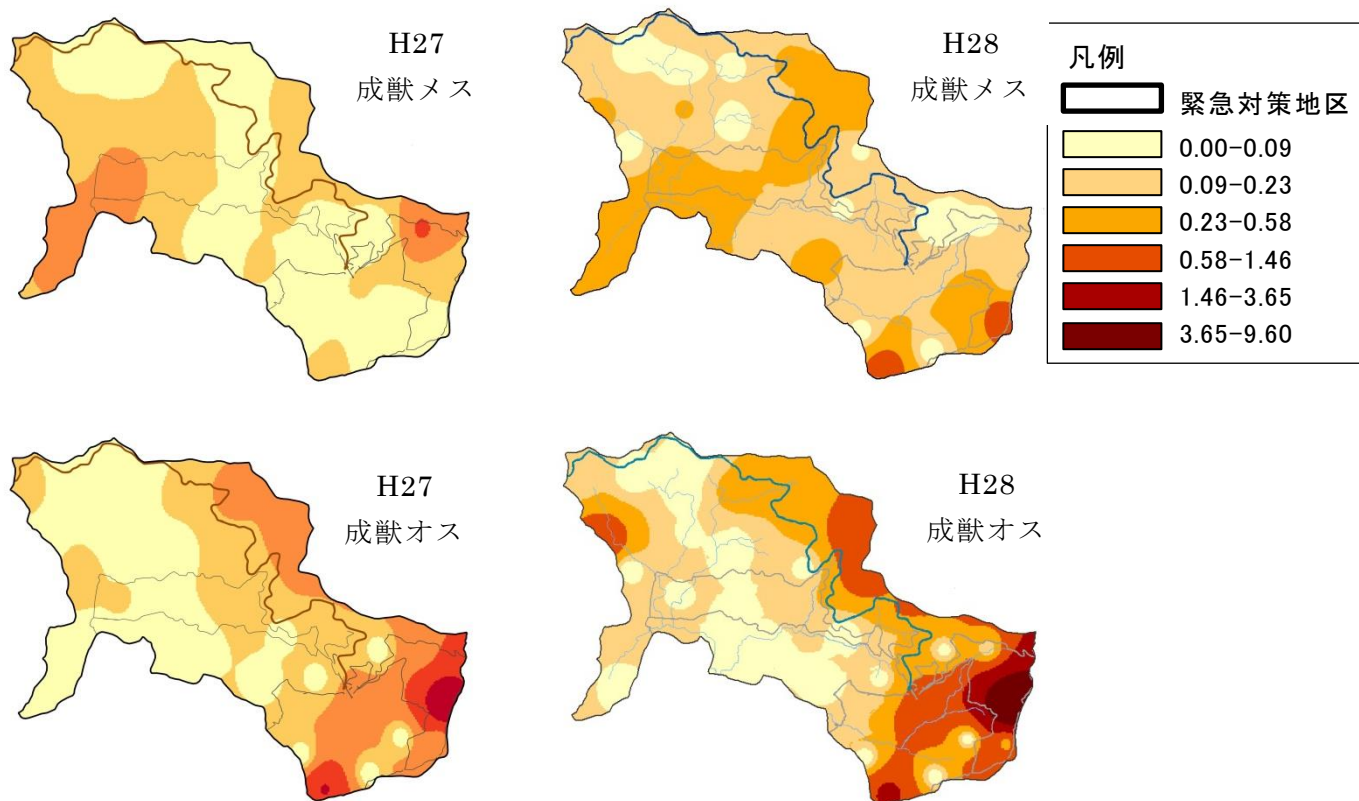 H27
成獣メス
H28
成獣メス
凡例
緊急対策地区
0.00-0.09
0.09-0.23
0.23-0.58
0.58-1.46
1.46-3.65
3.65-9.60
H27
成獣オス
H28
成獣オス